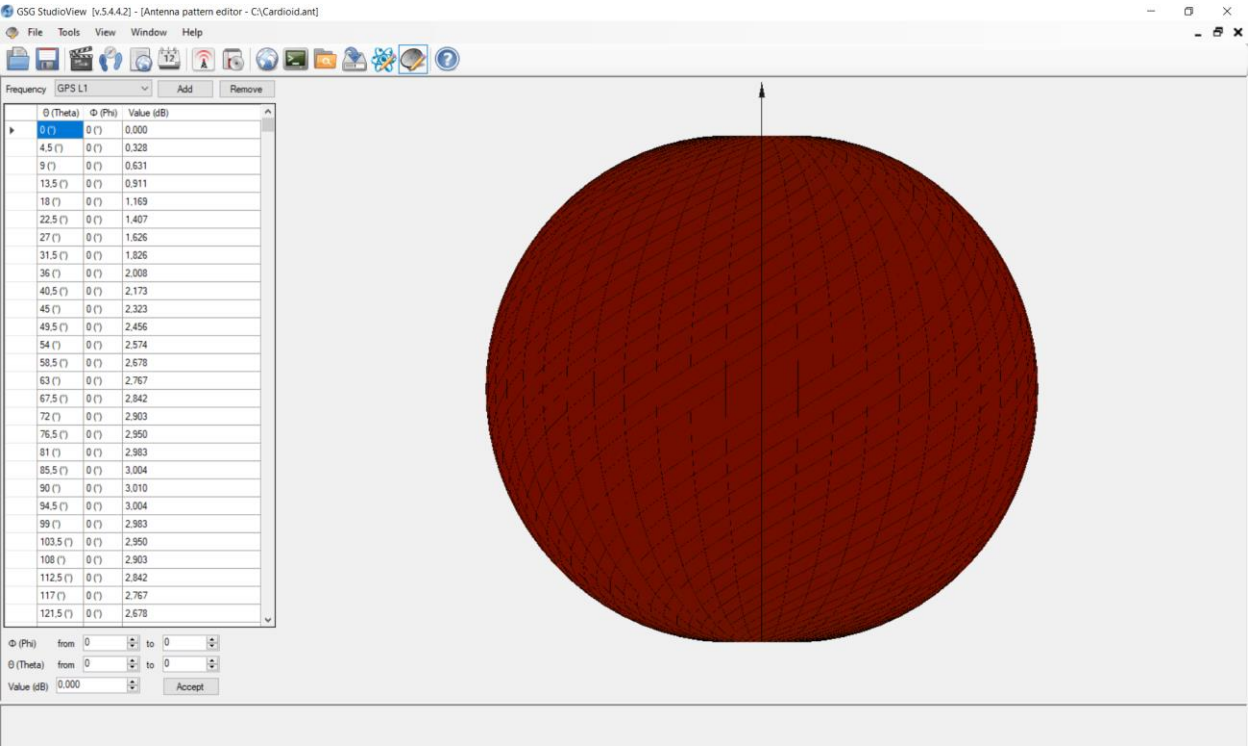 GSG StudioView [v.5.4.4.2] - [Antenna pattern editor - C:\Cardioid.ant]
File Tools View Window Help
12
Frequency GPS L1 Add Remove
θ (Theta) Φ (Phi) Value (dB)
0 (°) 0 (°) 0,000
4,5 (°) 0 (°) 0,328
9 (°) 0 (°) 0,631
13,5 (°) 0 (°) 0,911
18 (°) 0 (°) 1,169
22,5 (°) 0 (°) 1,407
27 (°) 0 (°) 1,626
31,5 (°) 0 (°) 1,826
36 (°) 0 (°) 2,008
40,5 (°) 0 (°) 2,173
45 (°) 0 (°) 2,323
49,5 (°) 0 (°) 2,456
54 (°) 0 (°) 2,574
58,5 (°) 0 (°) 2,678
63 (°) 0 (°) 2,767
67,5 (°) 0 (°) 2,842
72 (°) 0 (°) 2,903
76,5 (°) 0 (°) 2,950
81 (°) 0 (°) 2,983
85,5 (°) 0 (°) 3,004
90 (°) 0 (°) 3,010
94,5 (°) 0 (°) 3,004
99 (°) 0 (°) 2,983
103,5 (°) 0 (°) 2,950
108 (°) 0 (°) 2,903
112,5 (°) 0 (°) 2,842
117 (°) 0 (°) 2,767
121,5 (°) 0 (°) 2,678
Φ (Phi) from 0 to 0
θ (Theta) from 0 to 0
Value (dB) 0,000 Accept